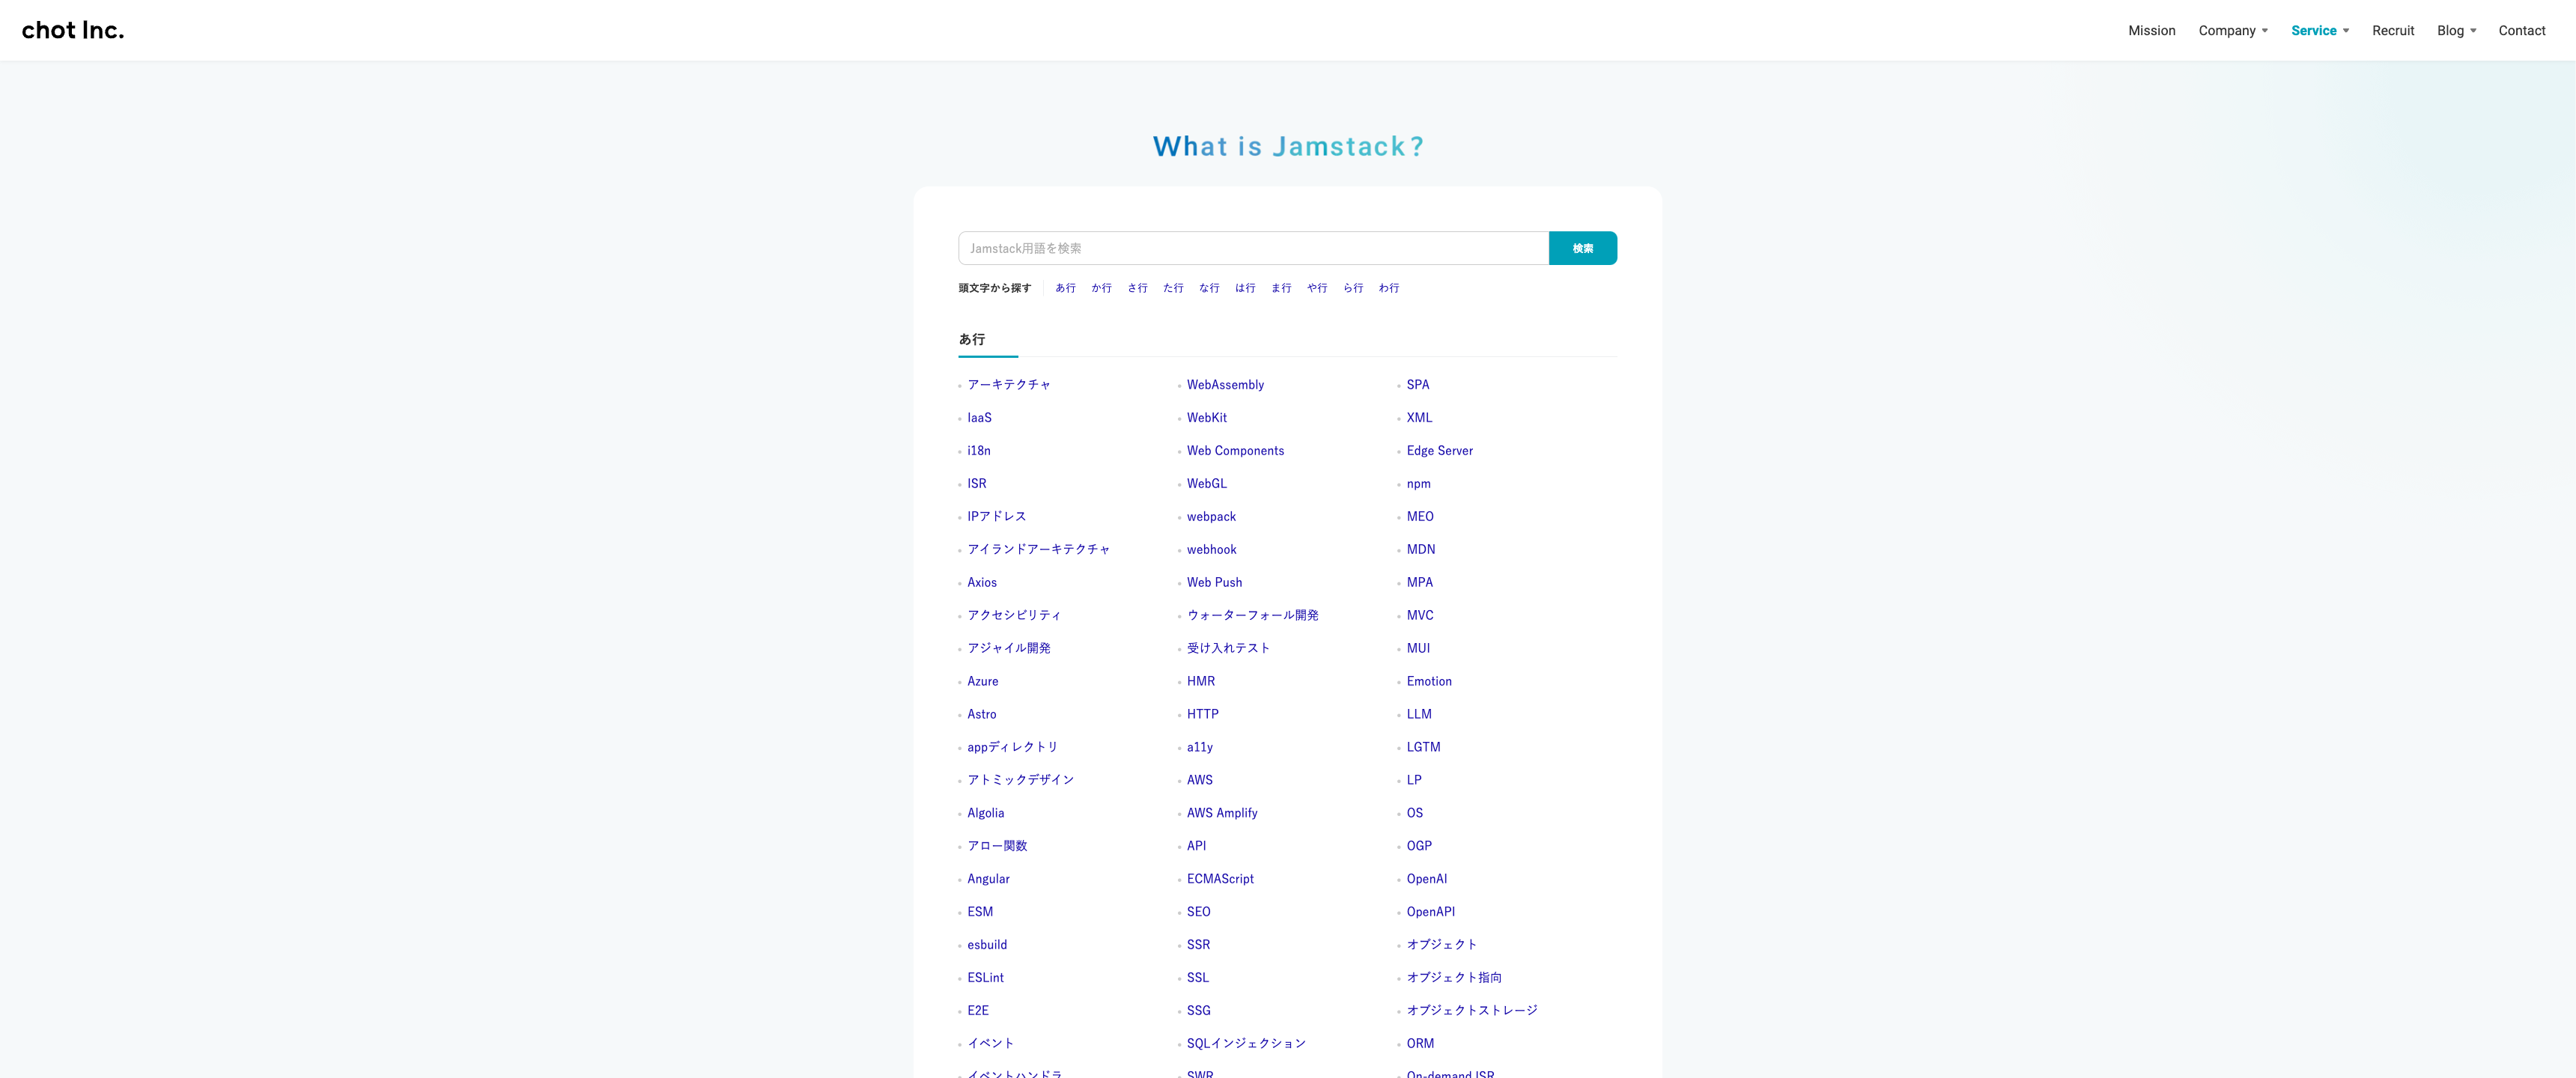 chot Inc.
Mission Company Service Recruit Blog Contact
What is Jamstack?
Jamstack用語を検索 検索
頭文字から探す あ行 か行 さ行 た行 な行 は行 ま行 や行 ら行 わ行
あ行
アーキテクチャ
IaaS
i18n
ISR
IPアドレス
アイランドアーキテクチャ
Axios
アクセシビリティ
アジャイル開発
Azure
Astro
appディレクトリ
アトミックデザイン
Algolia
アロー関数
Angular
ESM
esbuild
ESLint
E2E
イベント
イベントハンドラ
WebAssembly
WebKit
Web Components
WebGL
webpack
webhook
Web Push
ウォーターフォール開発
受け入れテスト
HMR
HTTP
a11y
AWS
AWS Amplify
API
ECMAScript
SEO
SSR
SSL
SSG
SQLインジェクション
SWR
SPA
XML
Edge Server
npm
MEO
MDN
MPA
MVC
MUI
Emotion
LLM
LGTM
LP
OS
OGP
OpenAI
OpenAPI
オブジェクト
オブジェクト指向
オブジェクトストレージ
ORM
On-demand ISR